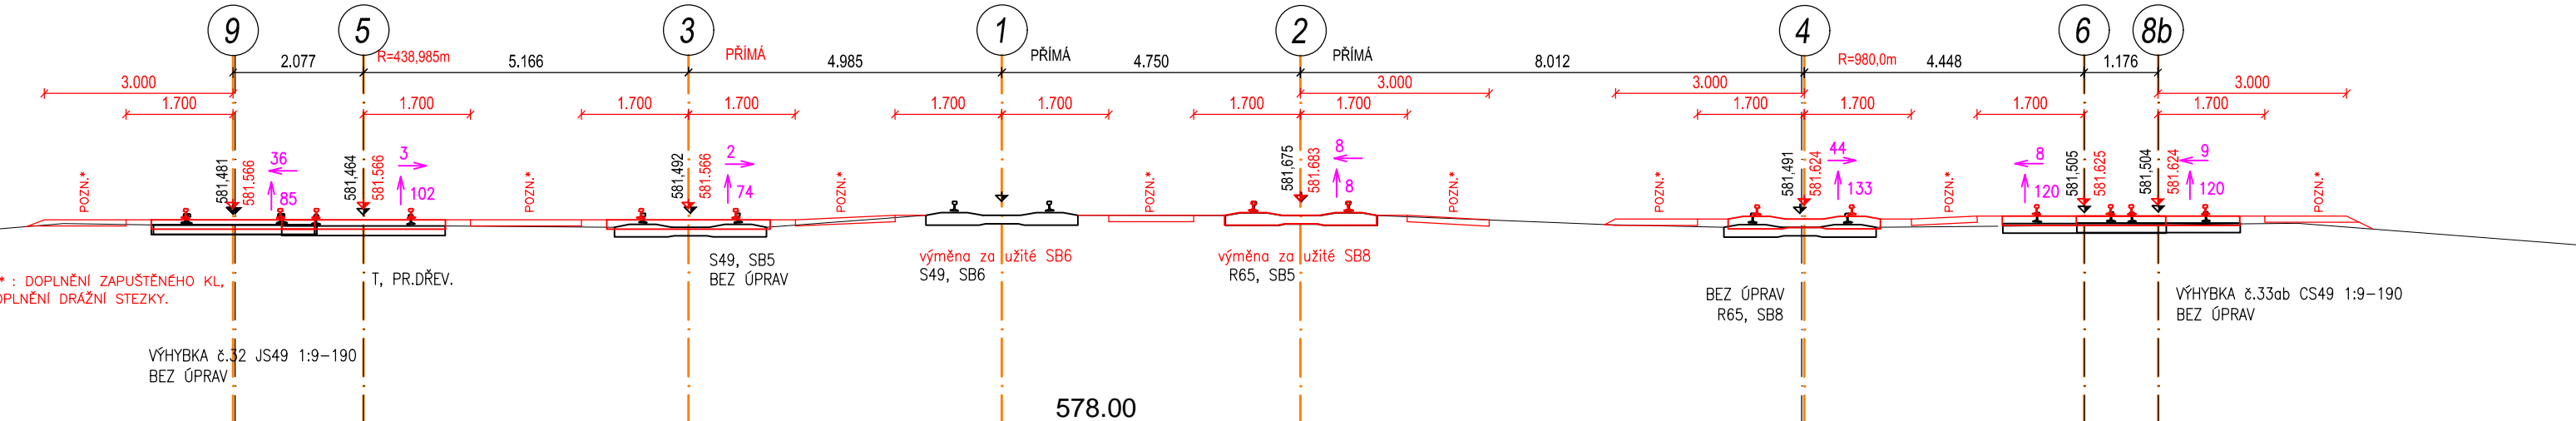 9 5 3 1 2 4 6 8b
2.077 R=438,985m 5.166 PŘÍMÁ 4.985 PŘÍMÁ 4.750 PŘÍMÁ 8.012 R=980,0m 4.448 1.176
3.000 3.000 3.000 3.000
1.700 1.700 1.700 1.700 1.700 1.700 1.700 1.700 1.700 1.700 1.700 1.700
POZN.*
581,481
581.566
36
85
581,464
581.566
3
102
POZN.*
581,492
581.566
2
74
POZN.*
POZN.*
581,675
581.683
8
8
POZN.*
POZN.*
581,491
581.624
44
133
POZN.*
8
120
581,505
581.625
581,504
581.624
9
120
POZN.*
* : DOPLNĚNÍ ZAPUŠTĚNÉHO KL,
OPLNĚNÍ DRÁŽNÍ STEZKY.
T, PR.DŘEV.
S49, SB5
BEZ ÚPRAV
výměna za užité SB6
S49, SB6
výměna za užité SB8
R65, SB5
BEZ ÚPRAV
R65, SB8
VÝHYBKA č.33ab CS49 1:9-190
BEZ ÚPRAV
VÝHYBKA č.32 JS49 1:9-190
BEZ ÚPRAV
578.00